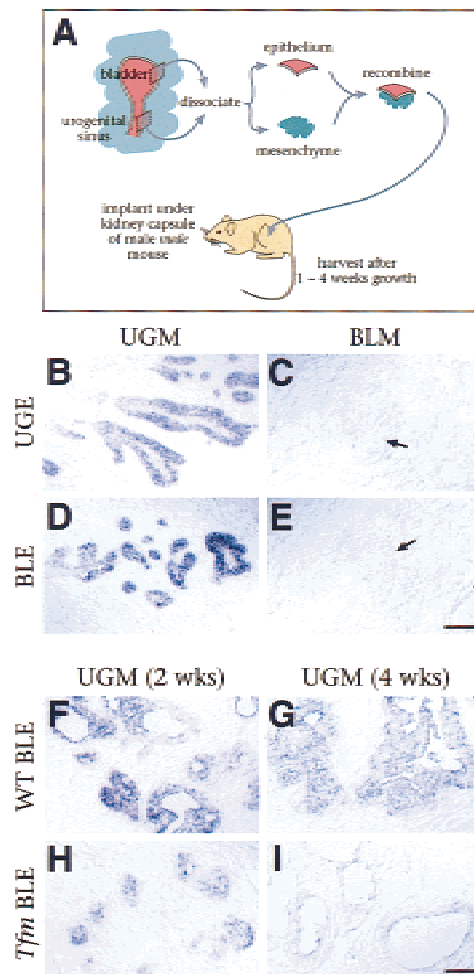 A
epithelium
bladder
recombine
dissociate
urogenital
sinus
mesenchyme
implant under
kidney capsule
of male nude
mouse
harvest after
1 – 4 weeks growth
UGM BLM
UGE
B C
BLE
D E
UGM (2 wks) UGM (4 wks)
WT BLE
F G
Tfm BLE
H I